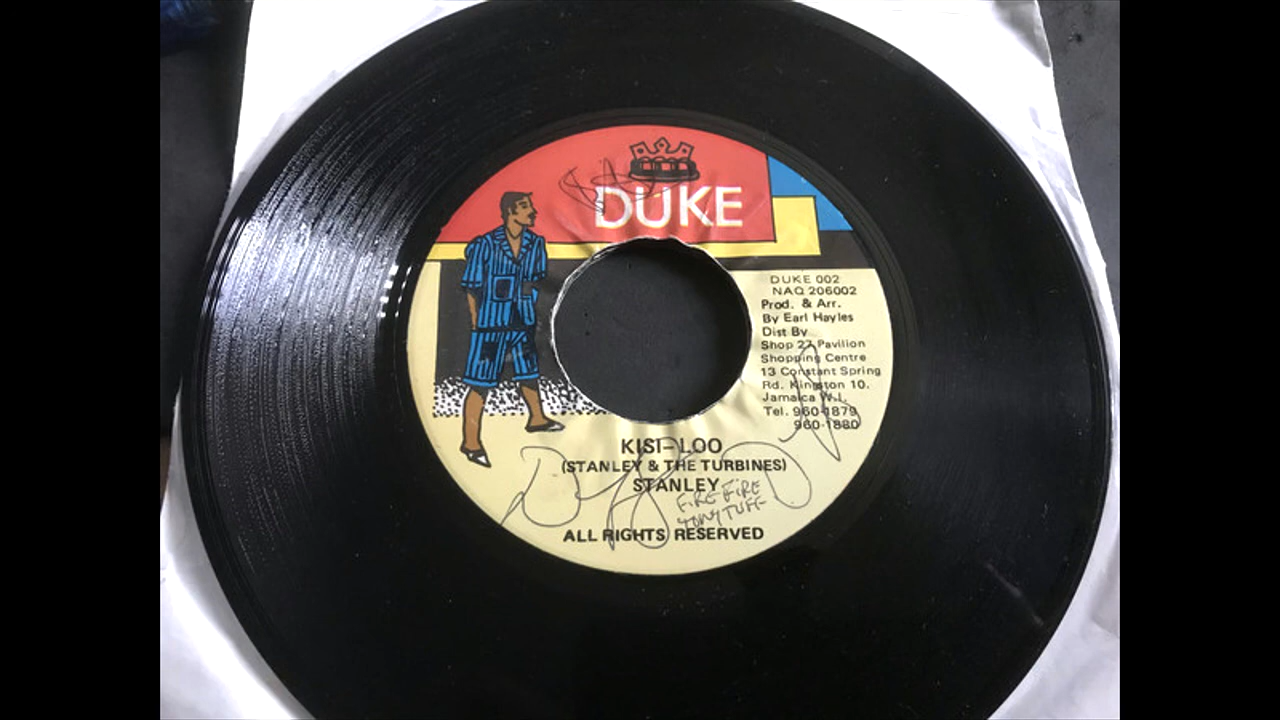 DUKE
DUKE 002
NAQ 206002
Prod. & Arr.
By Earl Hayles
Dist By
Shop 27 Pavilion
Shopping Centre
13 Constant Spring
Rd. Kingston 10.
Jamaica W.I.
Tel. 960-1879
960-1880
KISI-LOO
(STANLEY & THE TURBINES)
STANLEY
FIRE FIRE
TONY TUFF
ALL RIGHTS RESERVED